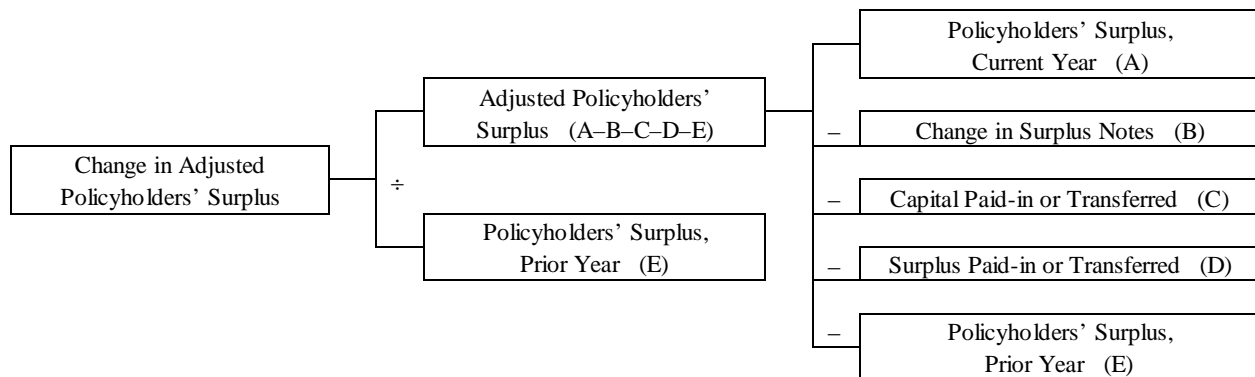 Change in Adjusted
Policyholders’ Surplus
÷
Adjusted Policyholders’
Surplus (A–B–C–D–E)
Policyholders’ Surplus,
Prior Year (E)
Policyholders’ Surplus,
Current Year (A)
– Change in Surplus Notes (B)
– Capital Paid-in or Transferred (C)
– Surplus Paid-in or Transferred (D)
– Policyholders’ Surplus,
Prior Year (E)